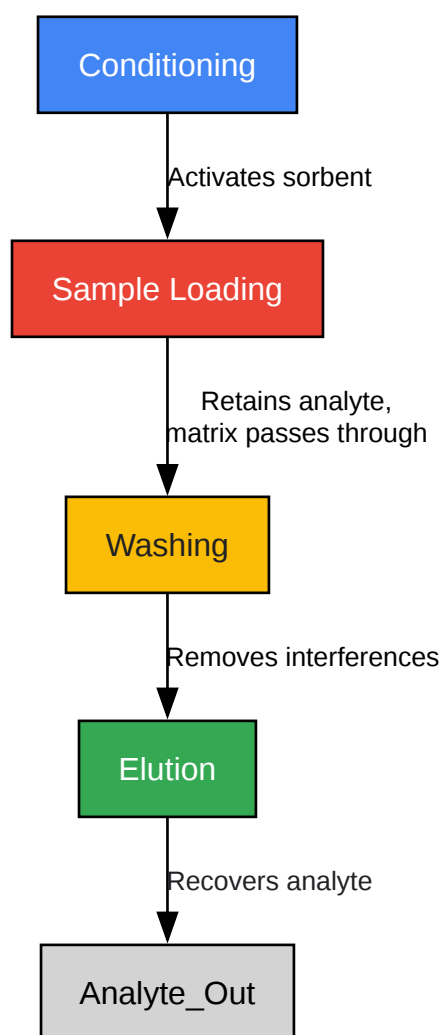 Conditioning
Activates sorbent
Sample Loading
Retains analyte,
matrix passes through
Washing
Removes interferences
Elution
Recovers analyte
Analyte_Out